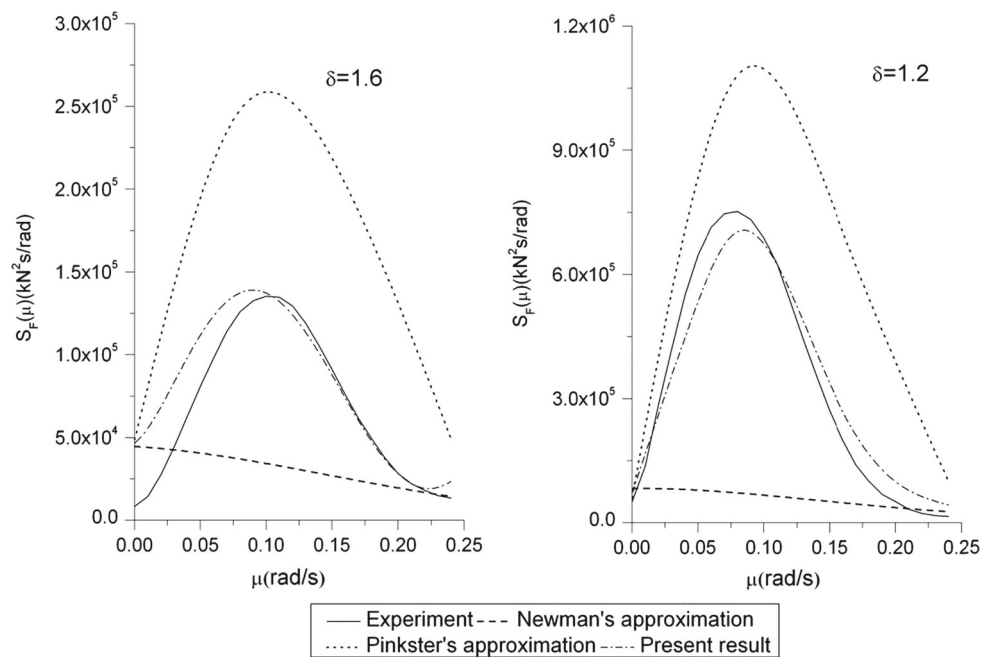 3.0x10⁵
2.5x10⁵
2.0x10⁵
1.5x10⁵
1.0x10⁵
5.0x10⁴
0.0
S_F(μ)(kN²s/rad)
δ=1.6
0.00 0.05 0.10 0.15 0.20 0.25
μ(rad/s)
1.2x10⁶
9.0x10⁵
6.0x10⁵
3.0x10⁵
0.0
S_F(μ)(kN²s/rad)
δ=1.2
0.00 0.05 0.10 0.15 0.20 0.25
μ(rad/s)
Experiment Newman's approximation
Pinkster's approximation Present result